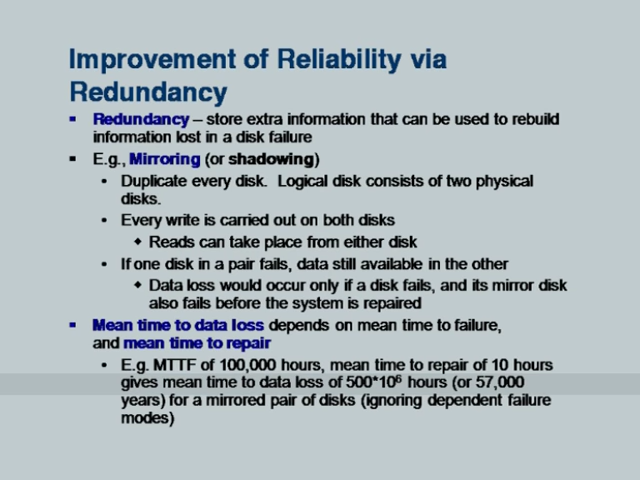 Improvement of Reliability via
Redundancy
▪ Redundancy – store extra information that can be used to rebuild
information lost in a disk failure
▪ E.g., Mirroring (or shadowing)
• Duplicate every disk. Logical disk consists of two physical
disks.
• Every write is carried out on both disks
◆ Reads can take place from either disk
• If one disk in a pair fails, data still available in the other
◆ Data loss would occur only if a disk fails, and its mirror disk
also fails before the system is repaired
▪ Mean time to data loss depends on mean time to failure,
and mean time to repair
• E.g. MTTF of 100,000 hours, mean time to repair of 10 hours
gives mean time to data loss of 500*10⁶ hours (or 57,000
years) for a mirrored pair of disks (ignoring dependent failure
modes)